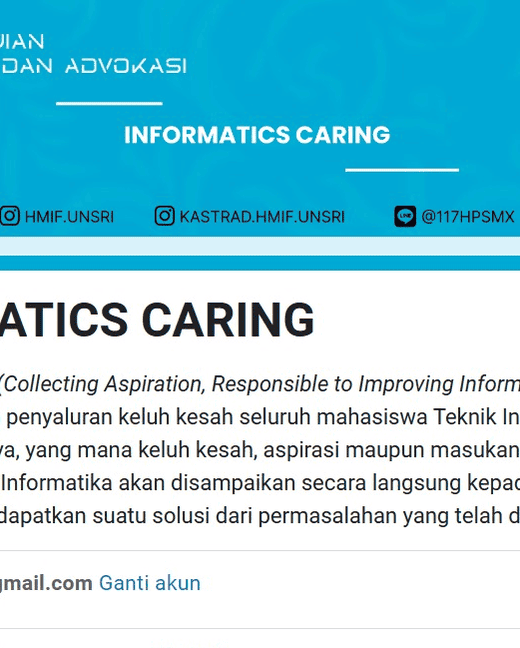 JIAN
DAN ADVOKASI
INFORMATICS CARING
HMIF.UNSRI KASTRAD.HMIF.UNSRI @117HPSMX
ATICS CARING
(Collecting Aspiration, Responsible to Improving Inform
penyaluran keluh kesah seluruh mahasiswa Teknik In
ya, yang mana keluh kesah, aspirasi maupun masukan
Informatika akan disampaikan secara langsung kepad
dapatkan suatu solusi dari permasalahan yang telah d
gmail.com Ganti akun